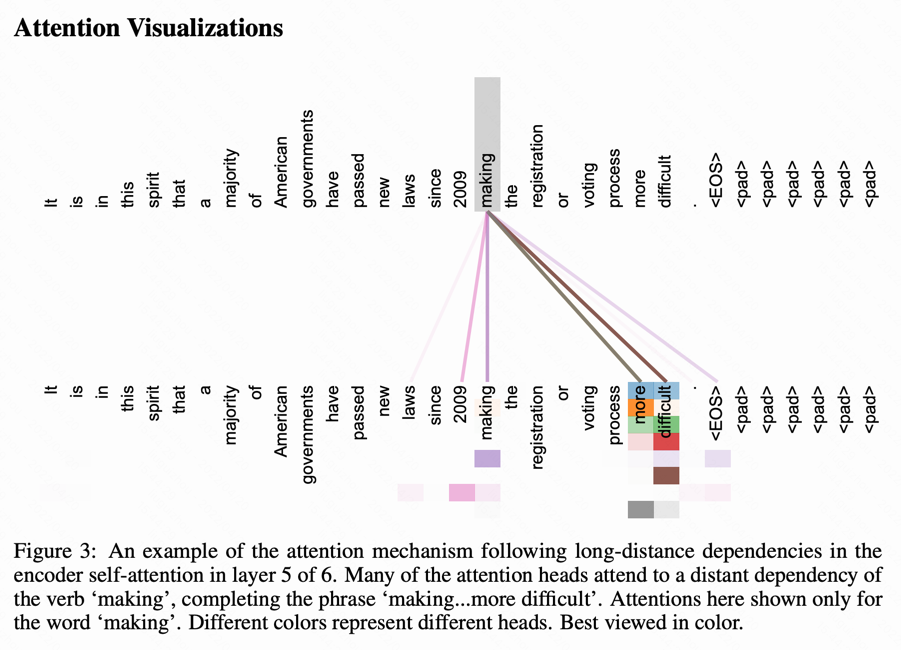 Attention Visualizations
It is in this spirit that a majority of American governments have passed new laws since 2009 making the registration or voting process more difficult . <EOS> <pad> <pad> <pad> <pad> <pad> <pad>
It is in this spirit that a majority of American governments have passed new laws since 2009 making the registration or voting process more difficult . <EOS> <pad> <pad> <pad> <pad> <pad> <pad>
Figure 3: An example of the attention mechanism following long-distance dependencies in the
encoder self-attention in layer 5 of 6. Many of the attention heads attend to a distant dependency of
the verb ‘making’, completing the phrase ‘making...more difficult’. Attentions here shown only for
the word ‘making’. Different colors represent different heads. Best viewed in color.